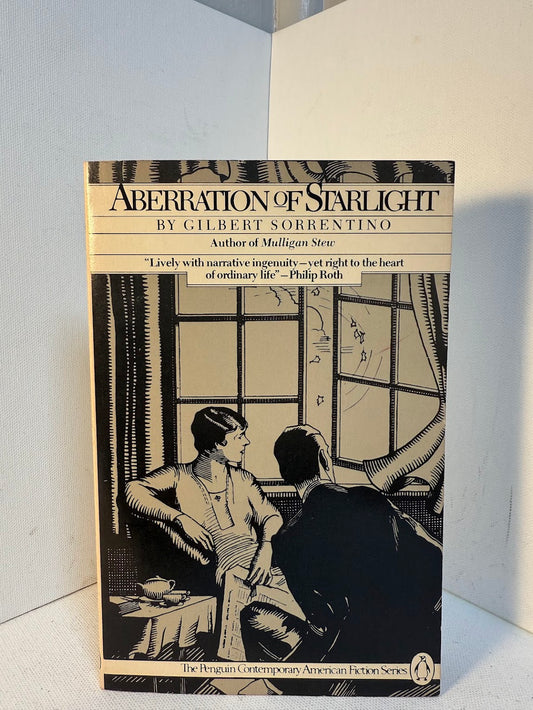 ABERRATION OF STARLIGHT
BY GILBERT SORRENTINO
Author of Mulligan Stew
“Lively with narrative ingenuity—yet right to the heart
of ordinary life”—Philip Roth
The Penguin Contemporary American Fiction Series